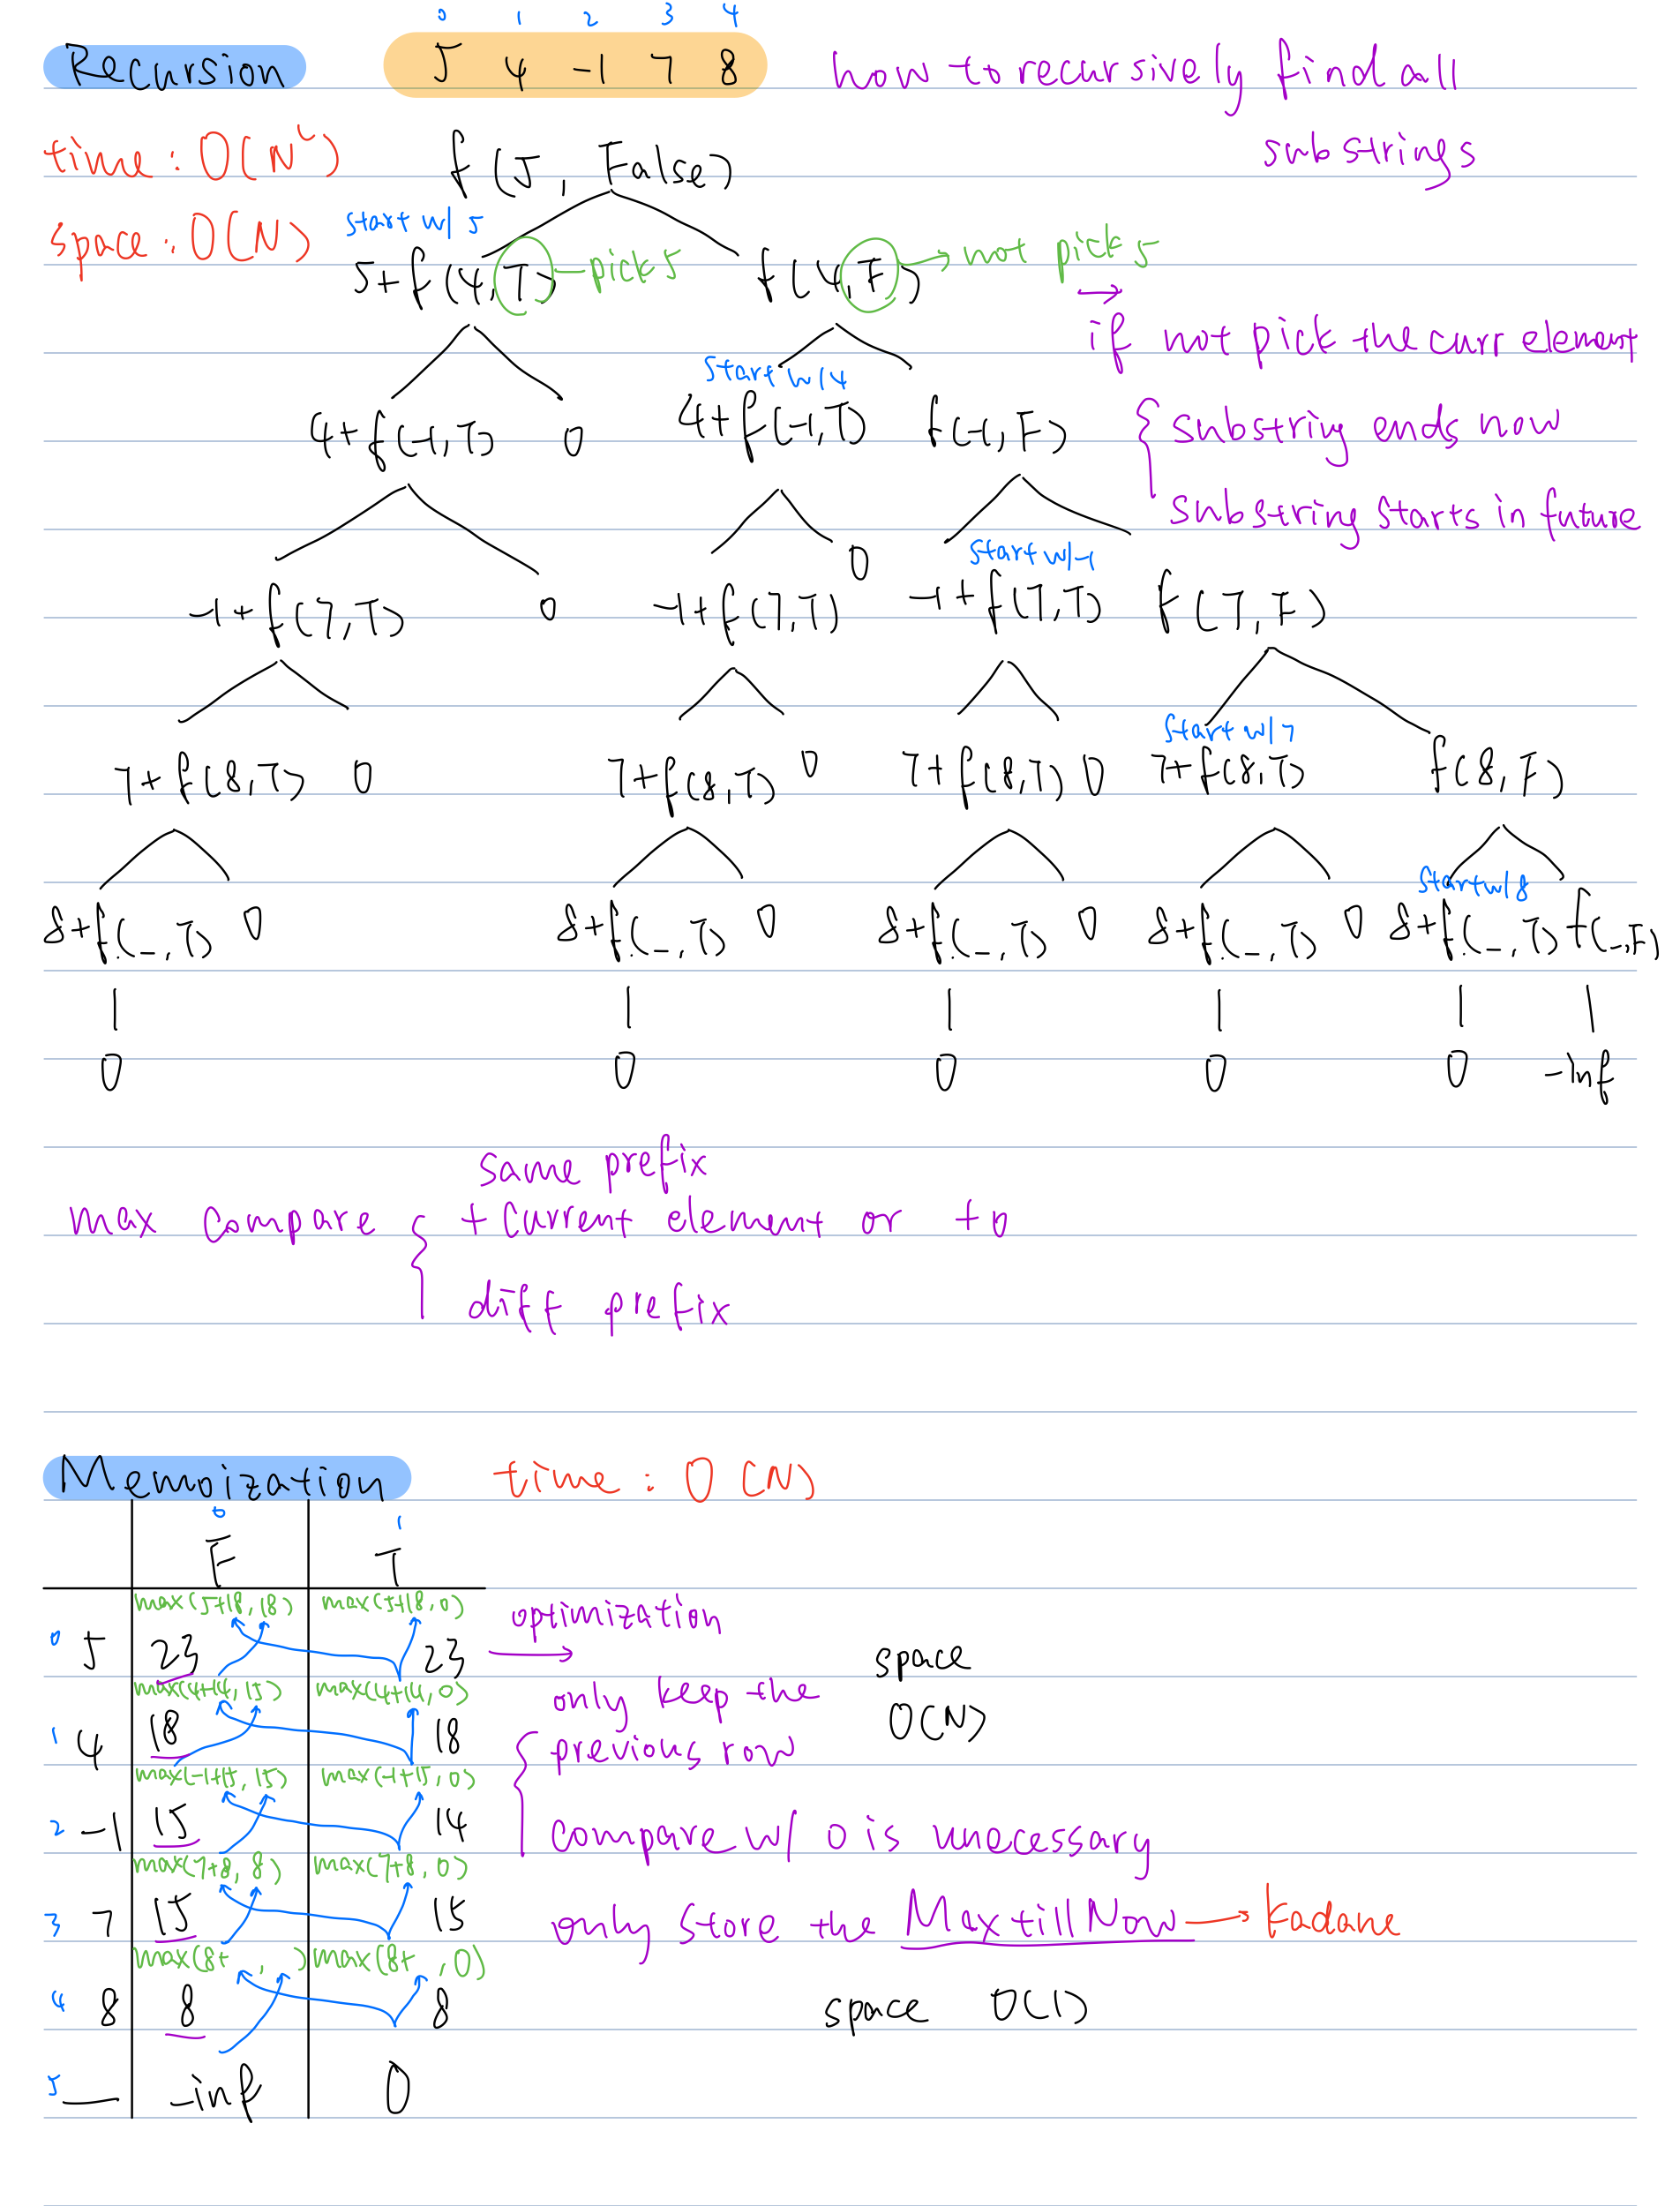 0 1 2 3 4
Recursion 5 4 -1 7 8 how to recursively find all
substrings
time: O(N²)
f(5, False)
space: O(N) start w/ 5
5+f(4,T) pick 5 f(4,F) not pick 5
if not pick the curr element
start w/4
4+f(-1,T) 0 4+f(-1,T) f(-1,F) substring ends now
substring starts in future
start w/-1
-1+f(7,T) 0 -1+f(7,T) 0 -1+f(7,T) f(7,F)
start w/7
7+f(8,T) 0 7+f(8,T) 0 7+f(8,T) 0 7+f(8,T) f(8,F)
start w/8
8+f(_,T) 0 8+f(_,T) 0 8+f(_,T) 0 8+f(_,T) 0 8+f(_,T) f(_,F)
0 0 0 0 0 -inf
same prefix
max compare { + current element or +0
diff prefix
Memoization time: O(N)
0 1
F T
max(5+18, 18) max(5+18, 0)
0 5 23 23
optimization
space
max(4+14, 15) max(4+14, 0)
only keep the
O(N)
1 4 18 18
previous row
max(-1+15, 15) max(-1+15, 0)
2 -1 15 14
compare w/ 0 is unecessary
max(7+8, 8) max(7+8, 0)
3 7 15 15
only store the MaxtillNow → kadane
max(8+ , ) max(8+ , 0)
4 8 8 8
space O(1)
5 _ -inf 0